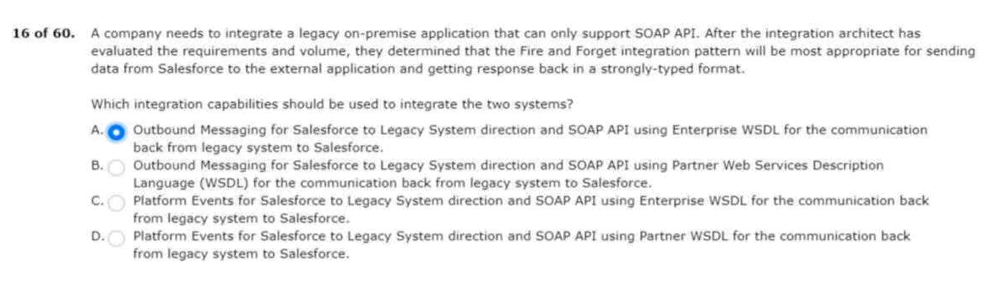 16 of 60. A company needs to integrate a legacy on-premise application that can only support SOAP API. After the integration architect has
evaluated the requirements and volume, they determined that the Fire and Forget integration pattern will be most appropriate for sending
data from Salesforce to the external application and getting response back in a strongly-typed format.
Which integration capabilities should be used to integrate the two systems?
A. Outbound Messaging for Salesforce to Legacy System direction and SOAP API using Enterprise WSDL for the communication
back from legacy system to Salesforce.
B. Outbound Messaging for Salesforce to Legacy System direction and SOAP API using Partner Web Services Description
Language (WSDL) for the communication back from legacy system to Salesforce.
C. Platform Events for Salesforce to Legacy System direction and SOAP API using Enterprise WSDL for the communication back
from legacy system to Salesforce.
D. Platform Events for Salesforce to Legacy System direction and SOAP API using Partner WSDL for the communication back
from legacy system to Salesforce.